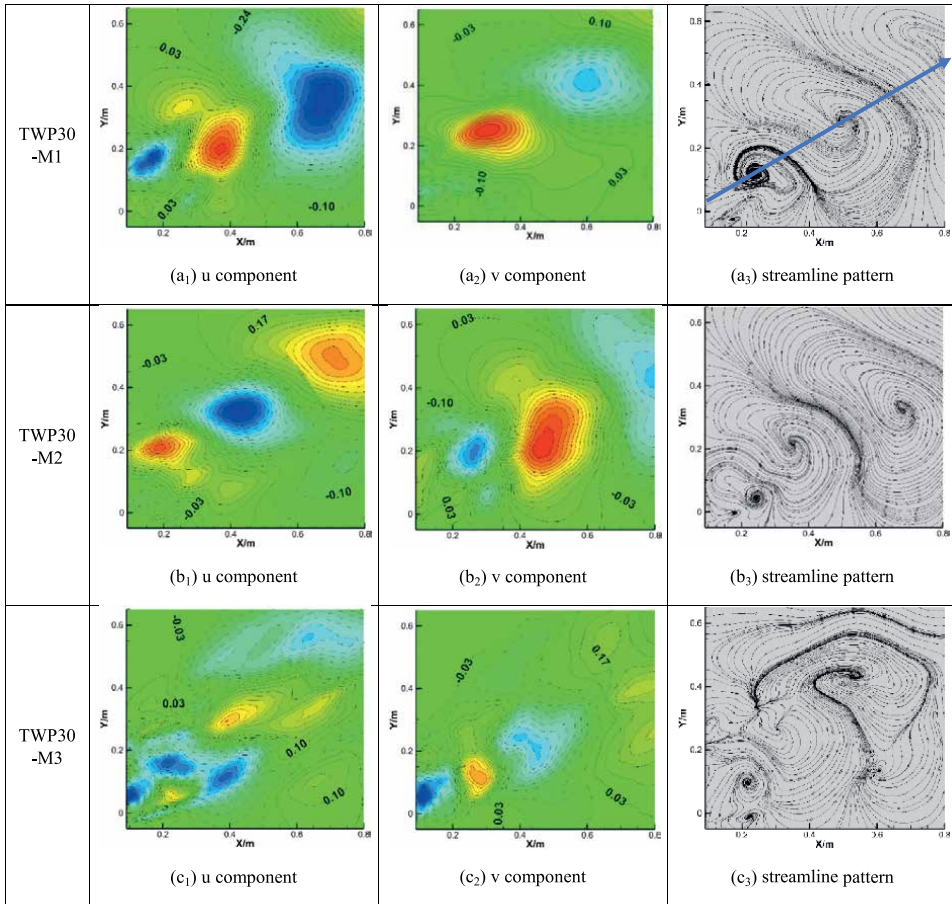 TWP30
-M1
Y/m
0.6
0.4
0.2
0
0.03
-0.24
0.03
-0.10
0.2
0.4
0.6
0.8
X/m
(a1) u component
Y/m
0.6
0.4
0.2
0
-0.03
0.10
-0.10
0.03
0.2
0.4
0.6
0.8
X/m
(a2) v component
Y/m
0.6
0.4
0.2
0
0.2
0.4
0.6
0.8
X/m
(a3) streamline pattern
TWP30
-M2
Y/m
0.6
0.4
0.2
0
-0.03
0.17
-0.03
-0.10
0.2
0.4
0.6
0.8
X/m
(b1) u component
Y/m
0.6
0.4
0.2
0
0.03
-0.10
0.03
-0.03
0.2
0.4
0.6
0.8
X/m
(b2) v component
Y/m
0.6
0.4
0.2
0
0.2
0.4
0.6
0.8
X/m
(b3) streamline pattern
TWP30
-M3
Y/m
0.6
0.4
0.2
0
-0.03
0.03
0.10
0.10
0.2
0.4
0.6
0.8
X/m
(c1) u component
Y/m
0.6
0.4
0.2
0
-0.03
0.17
0.03
0.03
0.2
0.4
0.6
0.8
X/m
(c2) v component
Y/m
0.6
0.4
0.2
0
0.2
0.4
0.6
0.8
X/m
(c3) streamline pattern